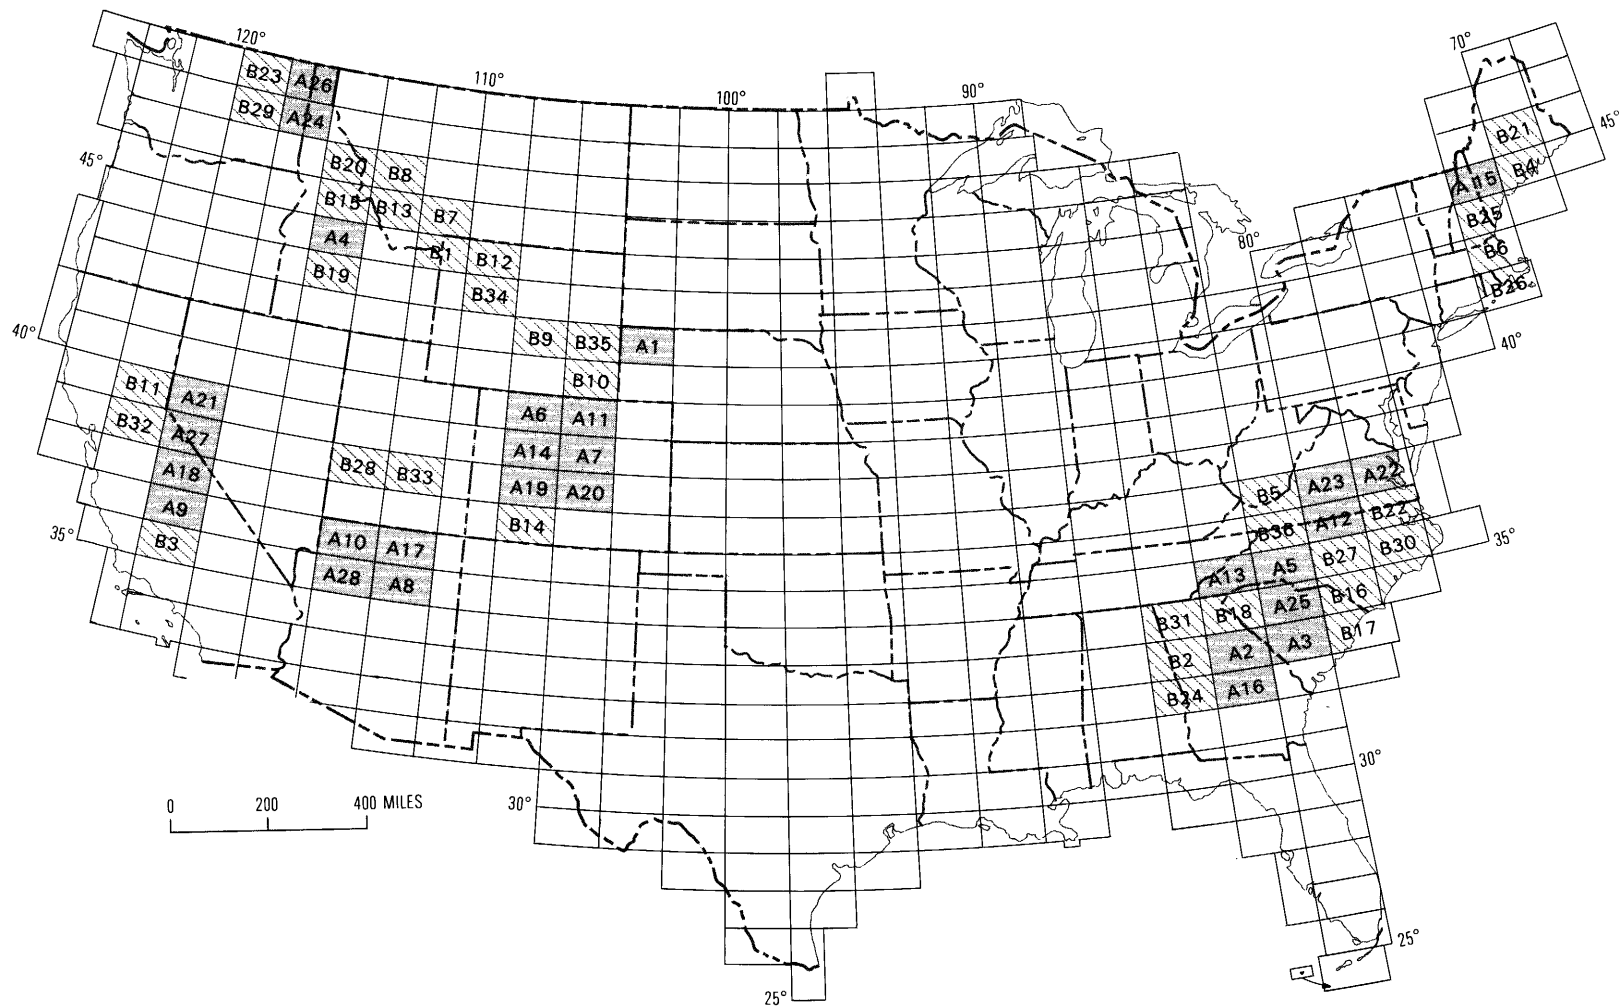 70°
120°
B23 A26
110°
100°
90°
B29 A24
45°
B21
45°
B20 B8
B4
A15
B15 B13 B7
B25
A4
80°
B1 B12
B6
B19
B34
B26
40°
B9 B35 A1
40°
B10
B11 A21
A6 A11
B32 A27
A14 A7
B28 B33
A18
A22
A23
A19 A20
B5
A9
B14
B22
A12
B36
35°
B3
A10 A17
35°
B30
B27
A5
A13
A28 A8
B16
A25
B18
B31
B17
A3
A2
B2
A16
B24
30°
0 200 400 MILES
30°
25°
25°